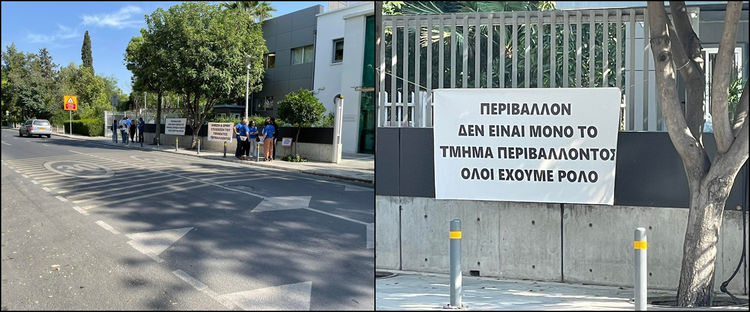 ΠΕΡΙΒΑΛΛΟΝ
ΔΕΝ ΕΙΝΑΙ ΜΟΝΟ ΤΟ
ΤΜΗΜΑ ΠΕΡΙΒΑΛΛΟΝΤΟΣ
ΟΛΟΙ ΕΧΟΥΜΕ ΡΟΛΟ